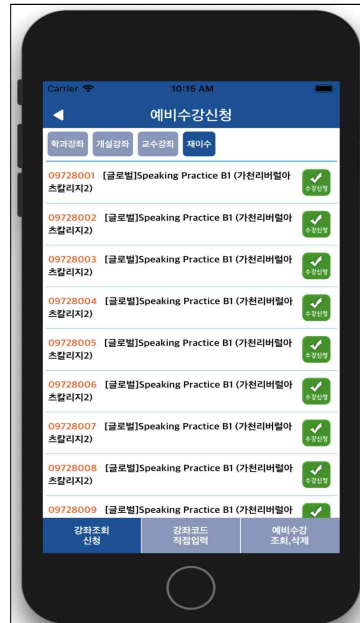 Carrier 10:15 AM
예비수강신청
학과강좌 개설강좌 교수강좌 재이수
09728001 [글로벌]Speaking Practice B1 (가천리버럴아
츠칼리지2)
수강신청
09728002 [글로벌]Speaking Practice B1 (가천리버럴아
츠칼리지2)
수강신청
09728003 [글로벌]Speaking Practice B1 (가천리버럴아
츠칼리지2)
수강신청
09728004 [글로벌]Speaking Practice B1 (가천리버럴아
츠칼리지2)
수강신청
09728005 [글로벌]Speaking Practice B1 (가천리버럴아
츠칼리지2)
수강신청
09728006 [글로벌]Speaking Practice B1 (가천리버럴아
츠칼리지2)
수강신청
09728007 [글로벌]Speaking Practice B1 (가천리버럴아
츠칼리지2)
수강신청
09728008 [글로벌]Speaking Practice B1 (가천리버럴아
츠칼리지2)
수강신청
09728009 [글로벌]Speaking Practice B1 (가천리버럴아
강좌조회 강좌코드 예비수강
신청 직접입력 조회,삭제